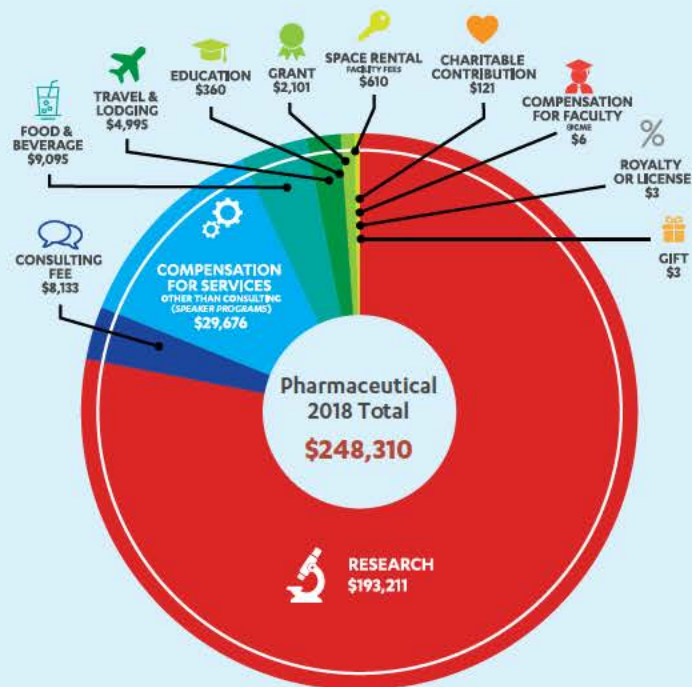 EDUCATION
$360
GRANT
$2,101
SPACE RENTAL
FACILITY FEES
$610
CHARITABLE
CONTRIBUTION
$121
TRAVEL &
LODGING
$4,995
COMPENSATION
FOR FACULTY
@CME
$6
FOOD &
BEVERAGE
$9,095
%
ROYALTY
OR LICENSE
$3
CONSULTING
FEE
$8,133
GIFT
$3
COMPENSATION
FOR SERVICES
OTHER THAN CONSULTING
(SPEAKER PROGRAMS)
$29,676
Pharmaceutical
2018 Total
$248,310
RESEARCH
$193,211